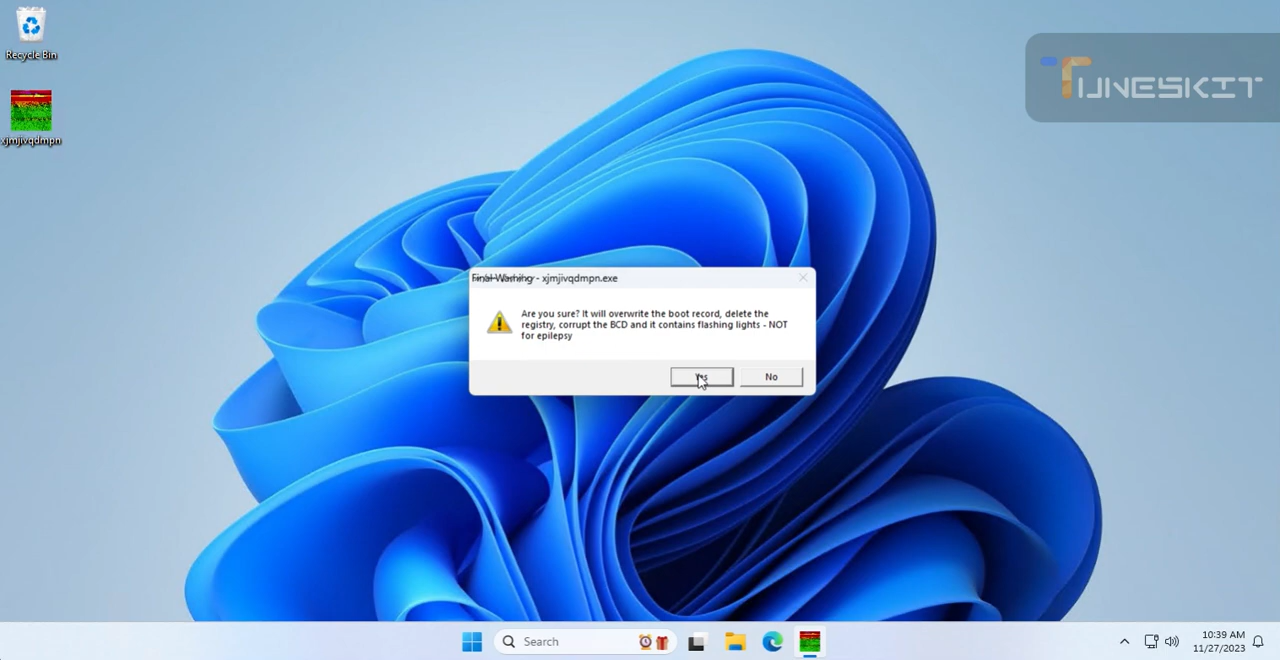 Recycle Bin
TUNESKIT
xjmjivqdmpn
Final Warning - xjmjivqdmpn.exe
Are you sure? It will overwrite the boot record, delete the
registry, corrupt the BCD and it contains flashing lights - NOT
for epilepsy
Yes
No
Search
10:39 AM
11/27/2023